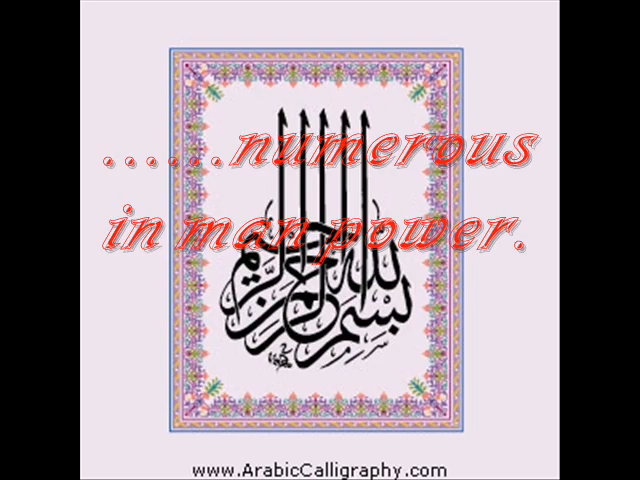 ......numerous
in man power.
بسم الله الرحمن الرحيم
www.ArabicCalligraphy.com